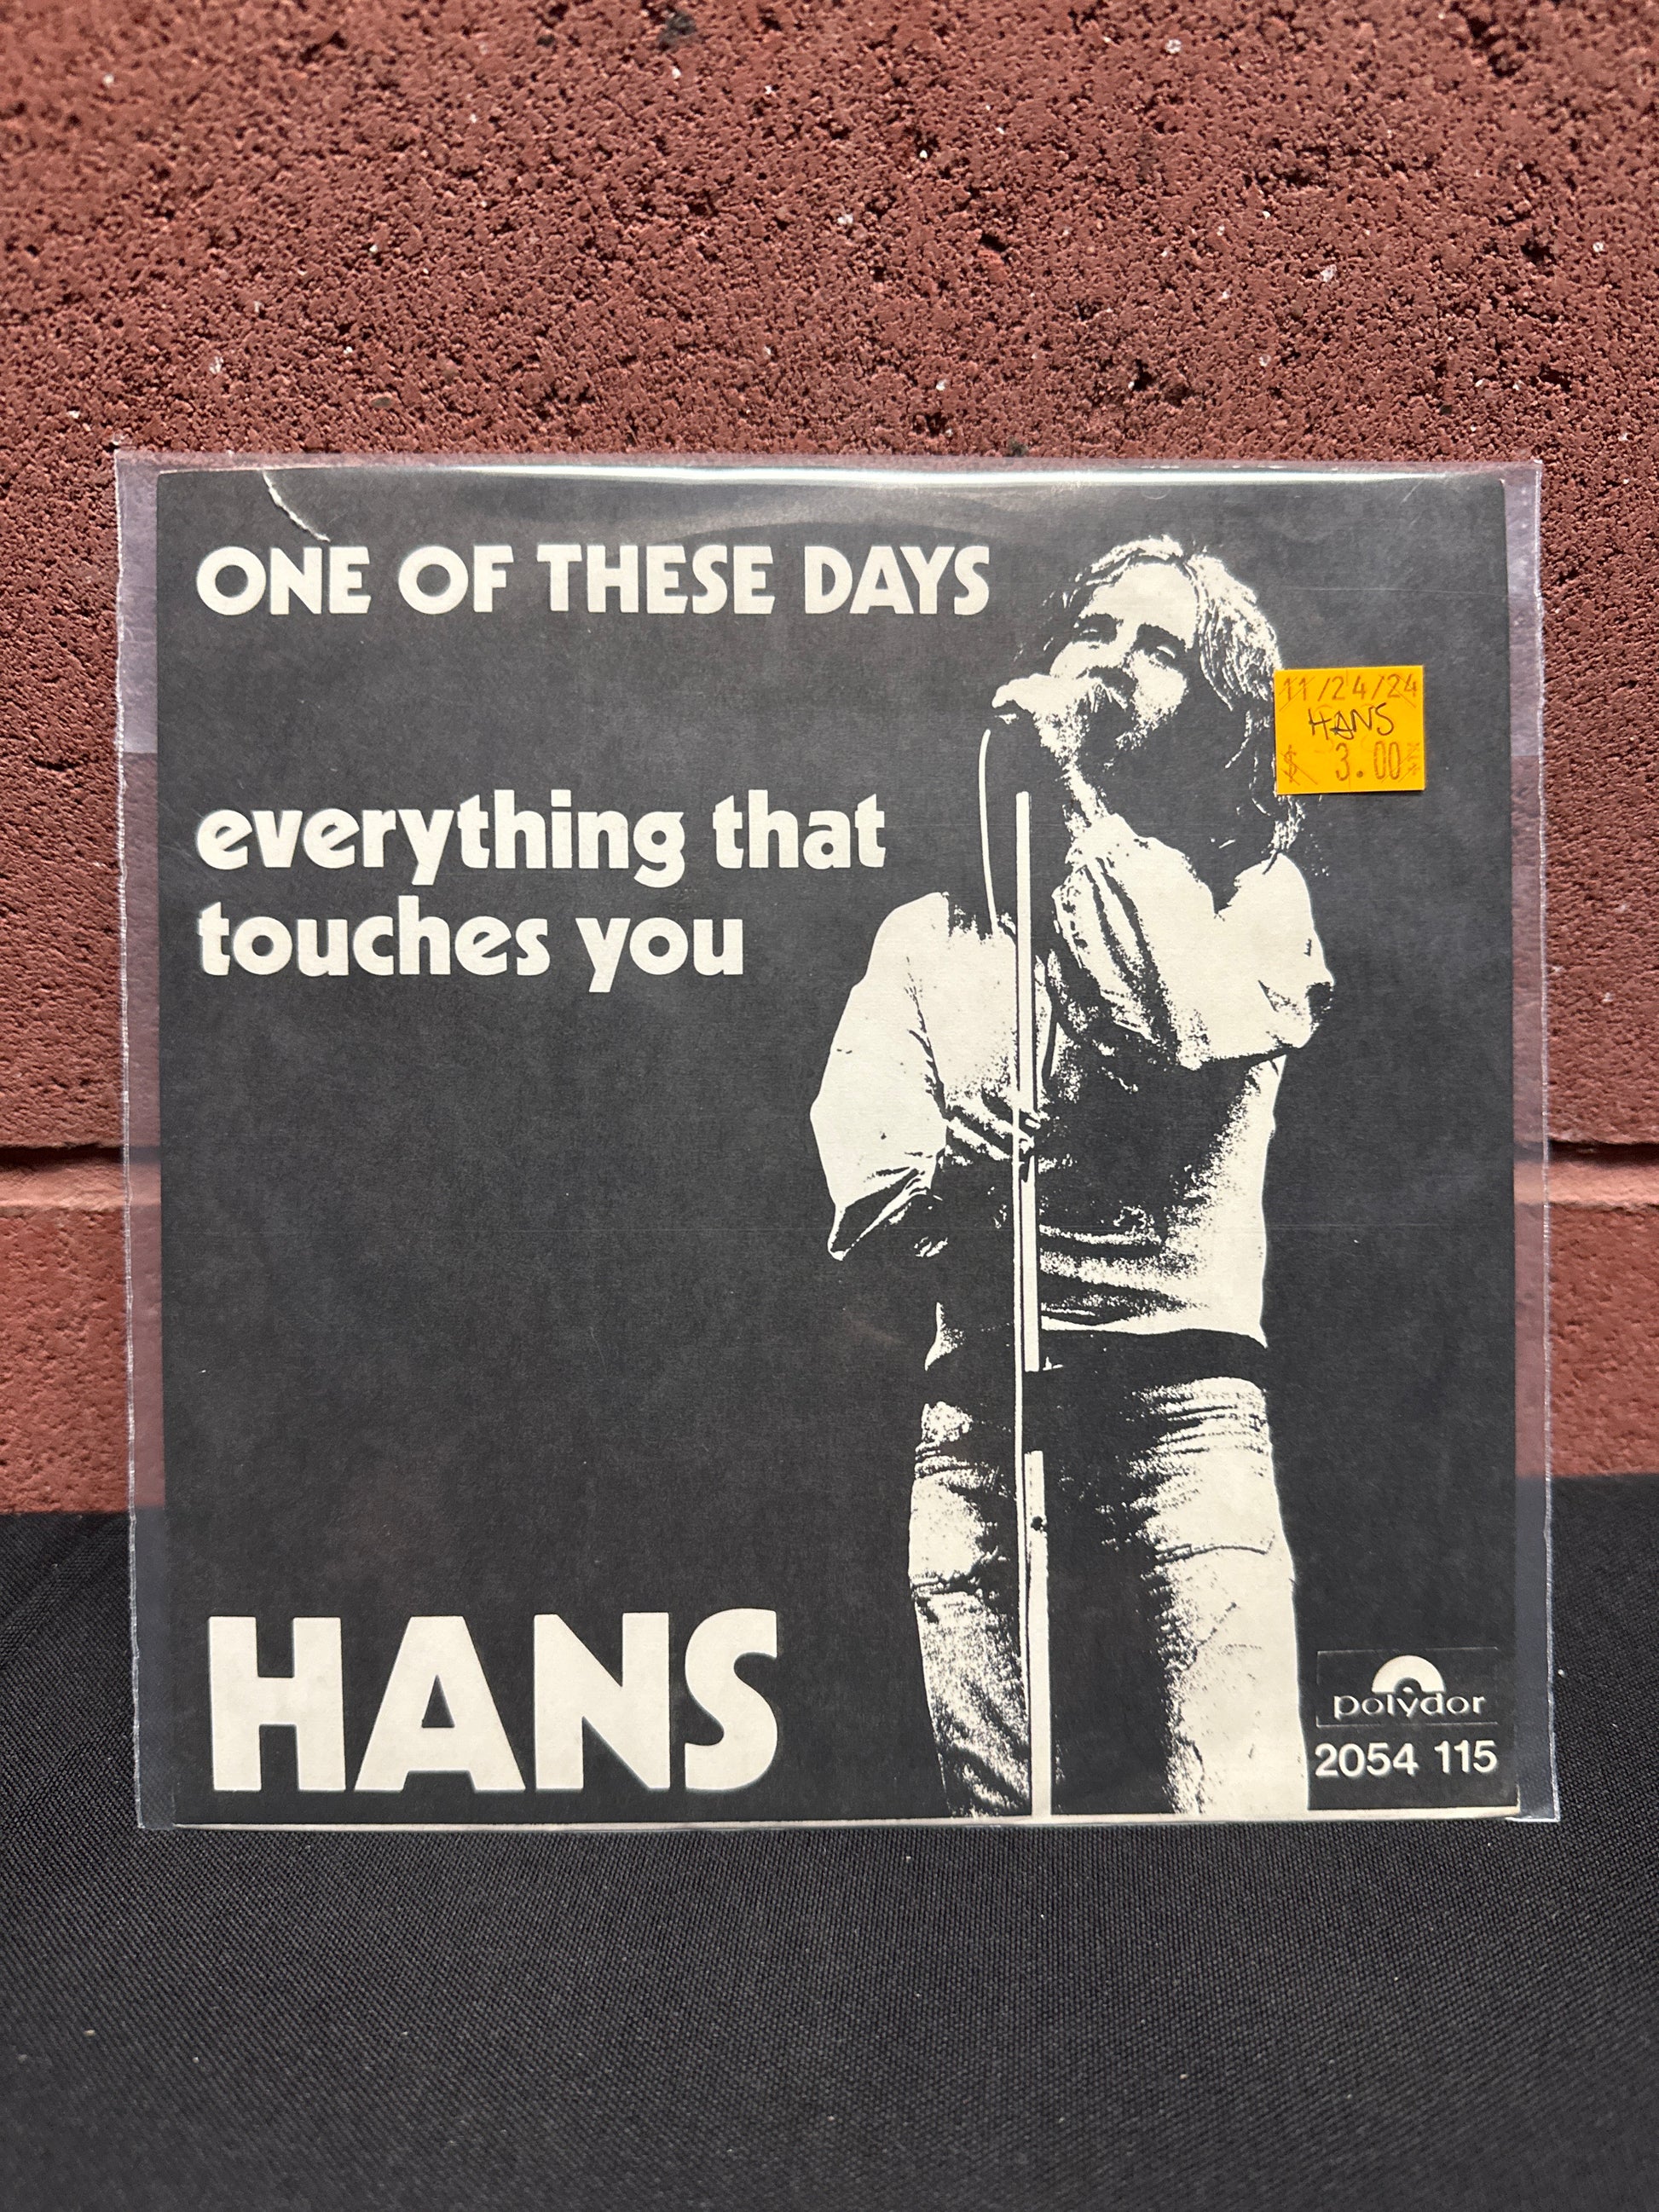 ONE OF THESE DAYS
11/24/24
HANS
$ 3.00
everything that
touches you
HANS
polydor
2054 115